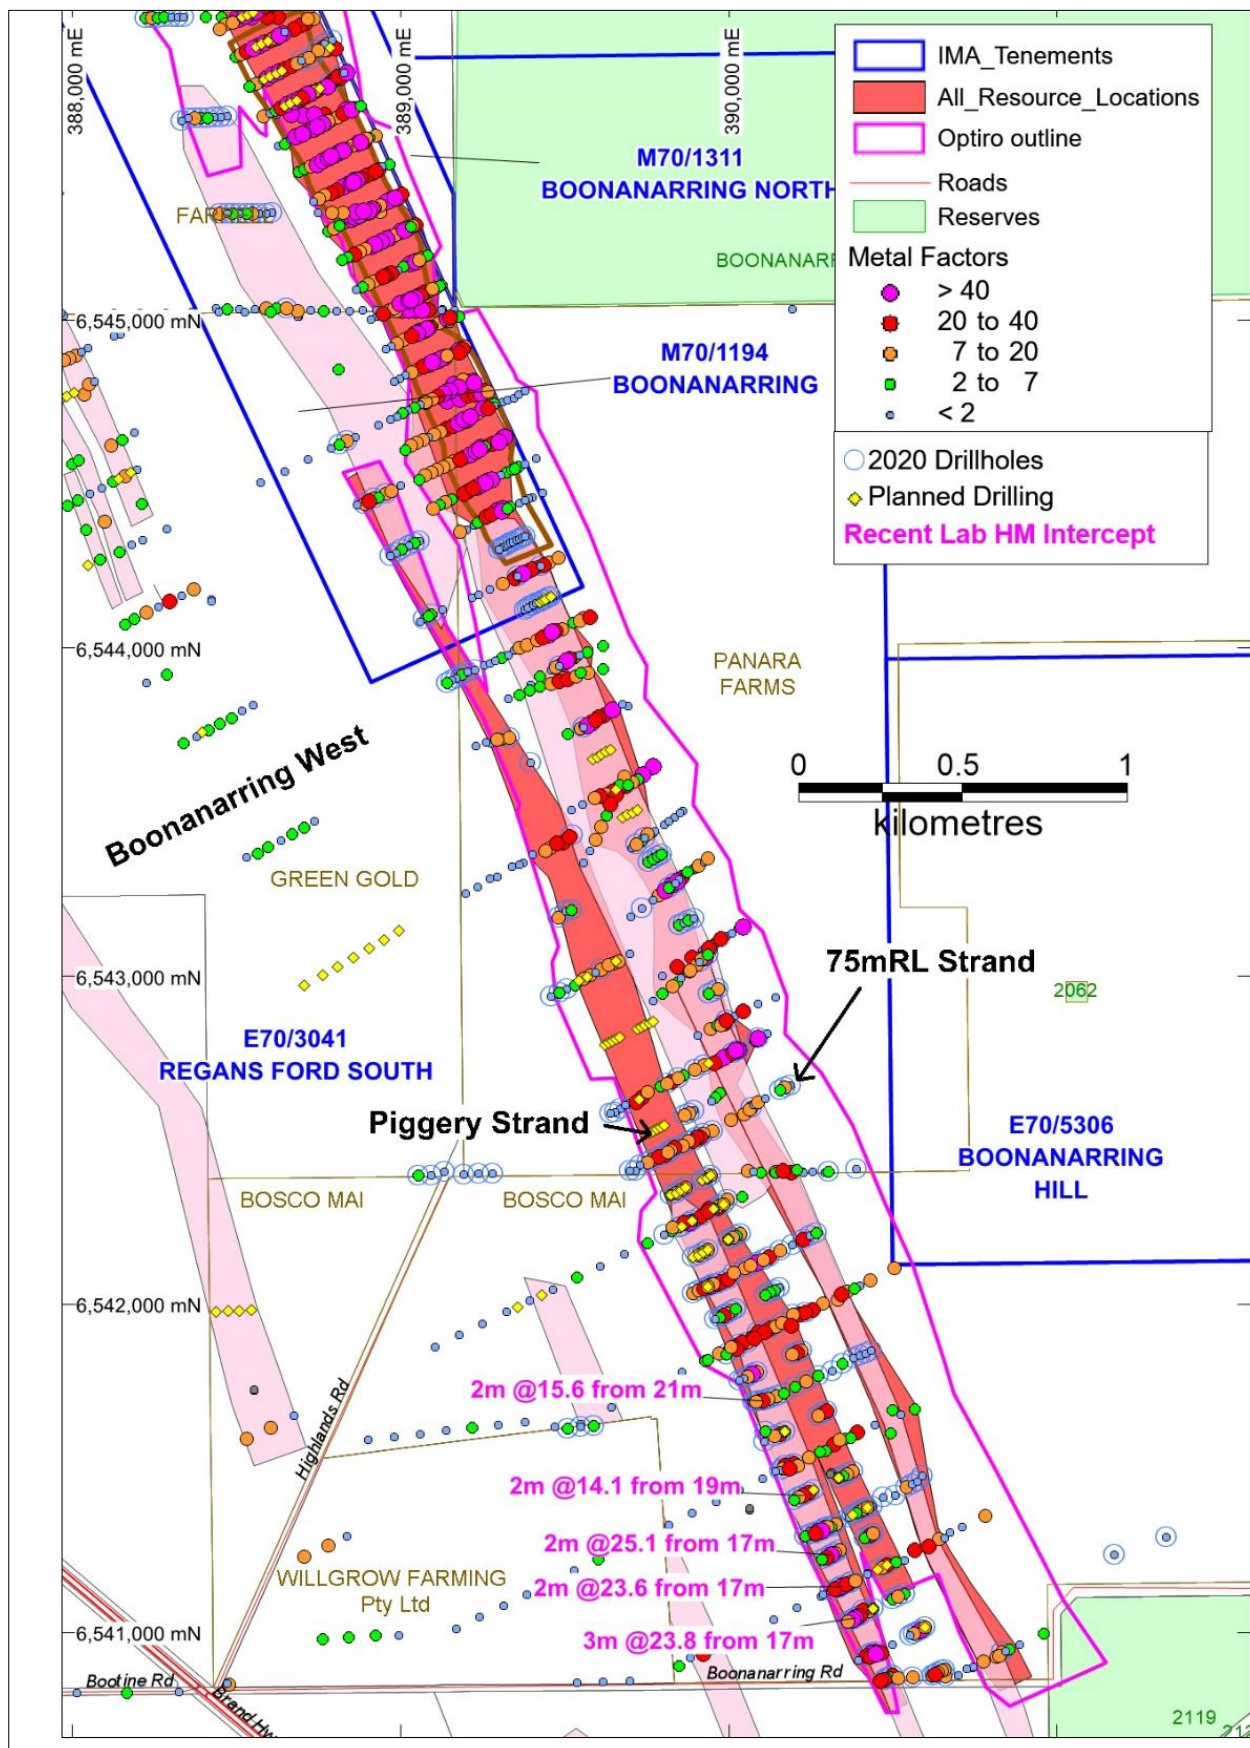 388,000 mE
389,000 mE
390,000 mE
IMA_Tenements
All_Resource_Locations
Optiro outline
Roads
Reserves
Metal Factors
> 40
20 to 40
7 to 20
2 to 7
< 2
2020 Drillholes
Planned Drilling
Recent Lab HM Intercept
M70/1311
BOONANARRING NORTH
BOONANARR
6,545,000 mN
M70/1194
BOONANARRING
6,544,000 mN
PANARA
FARMS
0
0.5
1
kilometres
Boonanarring West
GREEN GOLD
6,543,000 mN
75mRL Strand
2062
E70/3041
REGANS FORD SOUTH
Piggery Strand
E70/5306
BOONANARRING
HILL
BOSCO MAI
BOSCO MAI
6,542,000 mN
Highlands Rd
2m @15.6 from 21m
2m @14.1 from 19m
2m @25.1 from 17m
2m @23.6 from 17m
WILLGROW FARMING
Pty Ltd
3m @23.8 from 17m
6,541,000 mN
Bootine Rd
Boonanarring Rd
Brand Hw
2119